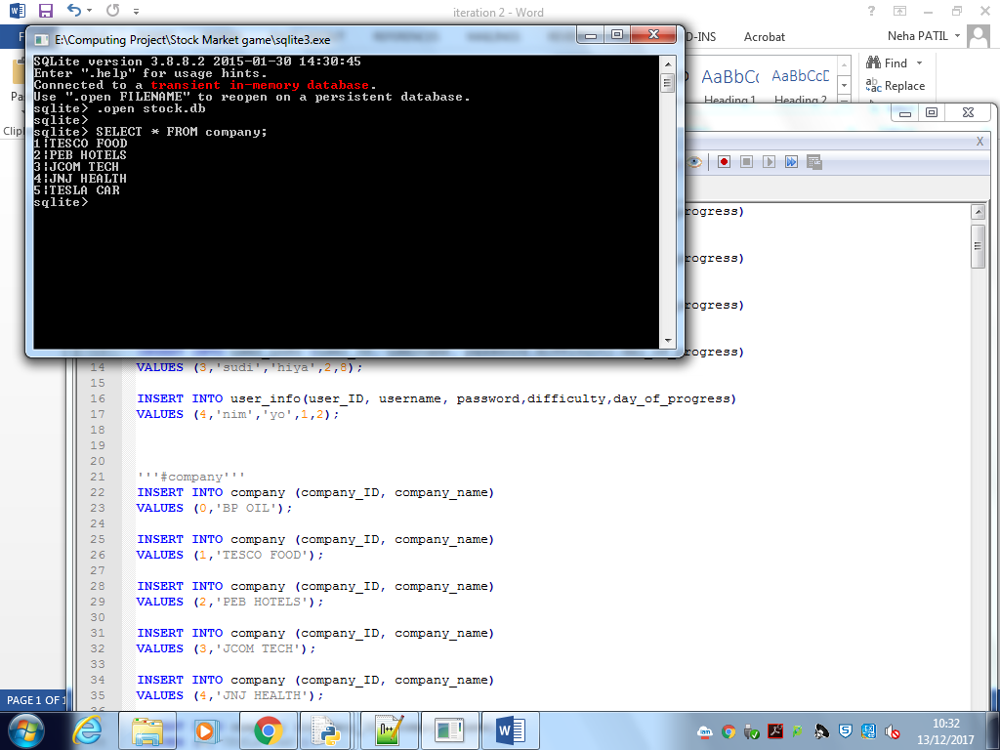 iteration 2 - Word
E:\Computing Project\Stock Market game\sqlite3.exe
D-INS
Acrobat
Neha PATIL
SQLite version 3.8.8.2 2015-01-30 14:30:45
Enter ".help" for usage hints.
Connected to a transient in-memory database.
Use ".open FILENAME" to reopen on a persistent database.
sqlite> .open stock.db
sqlite>
sqlite> SELECT * FROM company;
1|TESCO FOOD
2|PEB HOTELS
3|JCOM TECH
4|JNJ HEALTH
5|TESLA CAR
sqlite>
F
Pas
Clipl
AaBbCc AaBbCcD
Heading 1 Heading 2
Find
Replace
X
rogress)
rogress)
rogress)
rogress)
14 VALUES (3,'sudi','hiya',2,8);
15
16 INSERT INTO user_info(user_ID, username, password,difficulty,day_of_progress)
17 VALUES (4,'nim','yo',1,2);
18
19
20
21 '''#company'''
22 INSERT INTO company (company_ID, company_name)
23 VALUES (0,'BP OIL');
24
25 INSERT INTO company (company_ID, company_name)
26 VALUES (1,'TESCO FOOD');
27
28 INSERT INTO company (company_ID, company_name)
29 VALUES (2,'PEB HOTELS');
30
31 INSERT INTO company (company_ID, company_name)
32 VALUES (3,'JCOM TECH');
33
34 INSERT INTO company (company_ID, company_name)
35 VALUES (4,'JNJ HEALTH');
PAGE 1 OF 1
10:32
13/12/2017